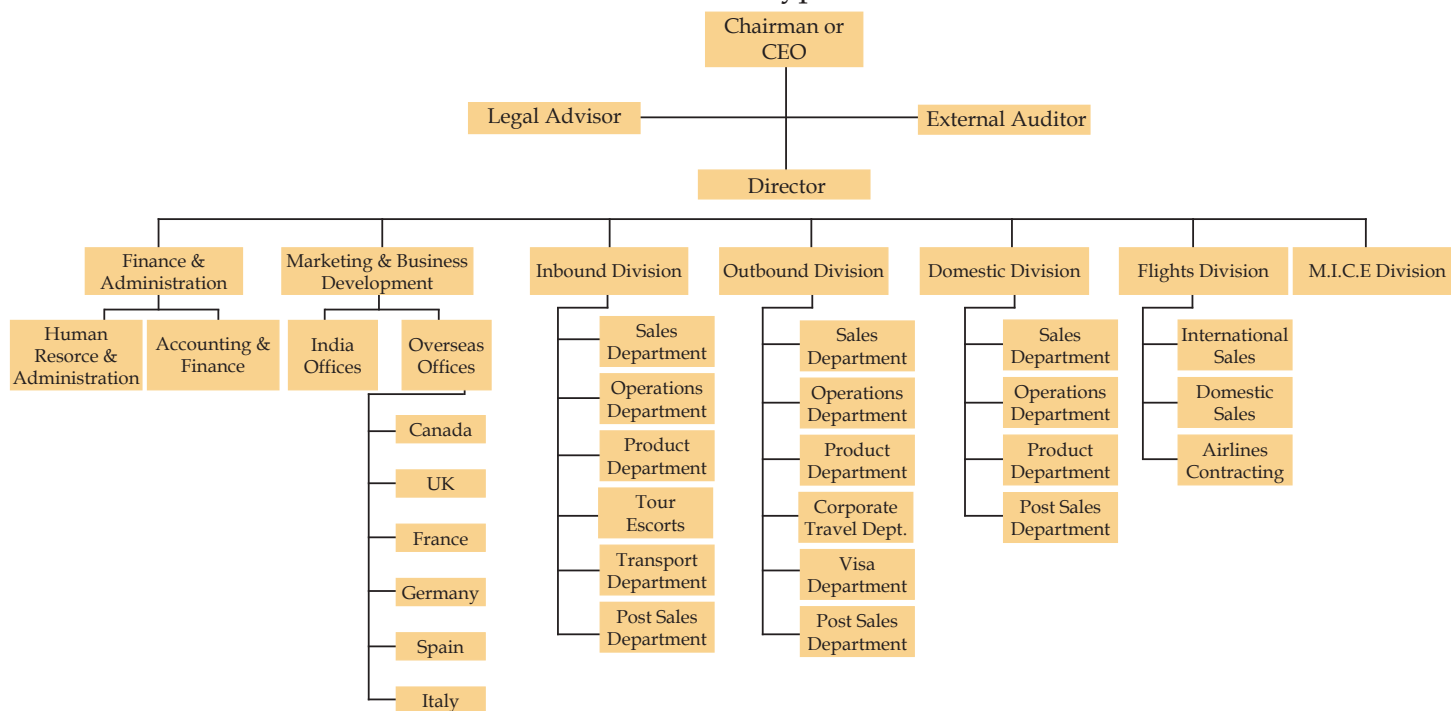 Chairman or
CEO
Legal Advisor
External Auditor
Director
Finance &
Administration
Marketing & Business
Development
Inbound Division
Outbound Division
Domestic Division
Flights Division
M.I.C.E Division
Human
Resorce &
Administration
Accounting &
Finance
India
Offices
Overseas
Offices
Canada
UK
France
Germany
Spain
Italy
Sales
Department
Operations
Department
Product
Department
Tour
Escorts
Transport
Department
Post Sales
Department
Sales
Department
Operations
Department
Product
Department
Corporate
Travel Dept.
Visa
Department
Post Sales
Department
Sales
Department
Operations
Department
Product
Department
Post Sales
Department
International
Sales
Domestic
Sales
Airlines
Contracting